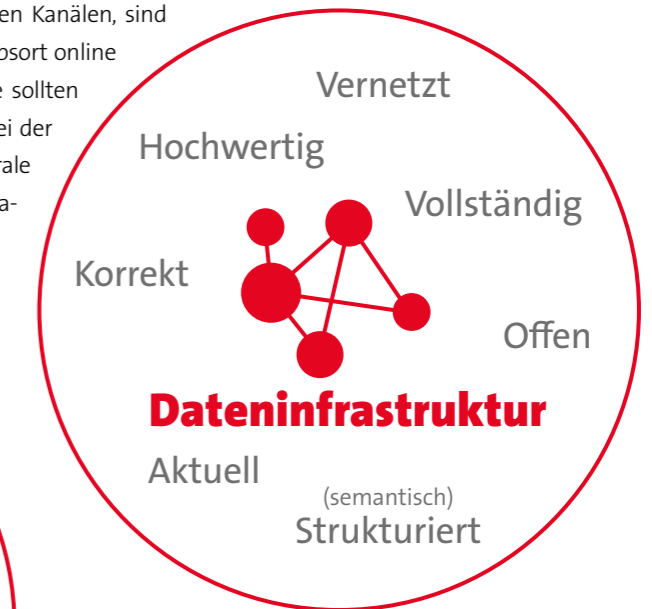 en Kanälen, sind
bsort online
e sollten
ei der
rale
a-
Vernetzt
Hochwertig
Vollständig
Korrekt
Offen
Dateninfrastruktur
Aktuell
(semantisch)
Strukturiert